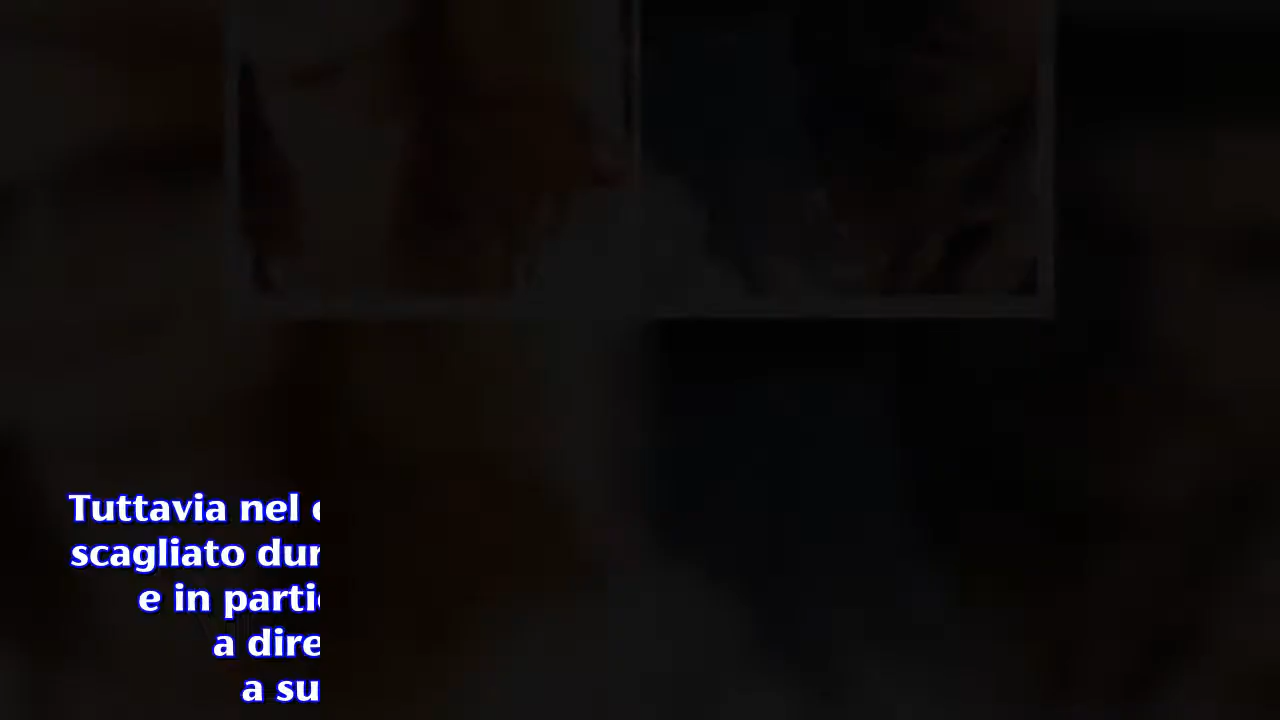 Tuttavia nel
scagliato dur
e in parti
a dire
a su